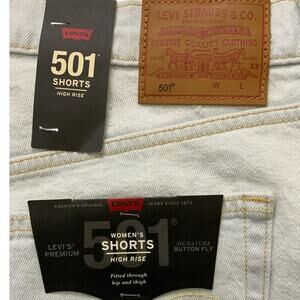 Levi's
501®
SHORTS
HIGH RISE
LEVI STRAUSS & CO.
QUALITY CLOTHING
501® W L
AMERICA'S ORIGINAL
Levi's
JEANS SINCE 1873
501®
LEVI'S®
PREMIUM
WOMEN'S
SHORTS
HIGH RISE
SIGNATURE
BUTTON FLY
Fitted through
hip and thigh